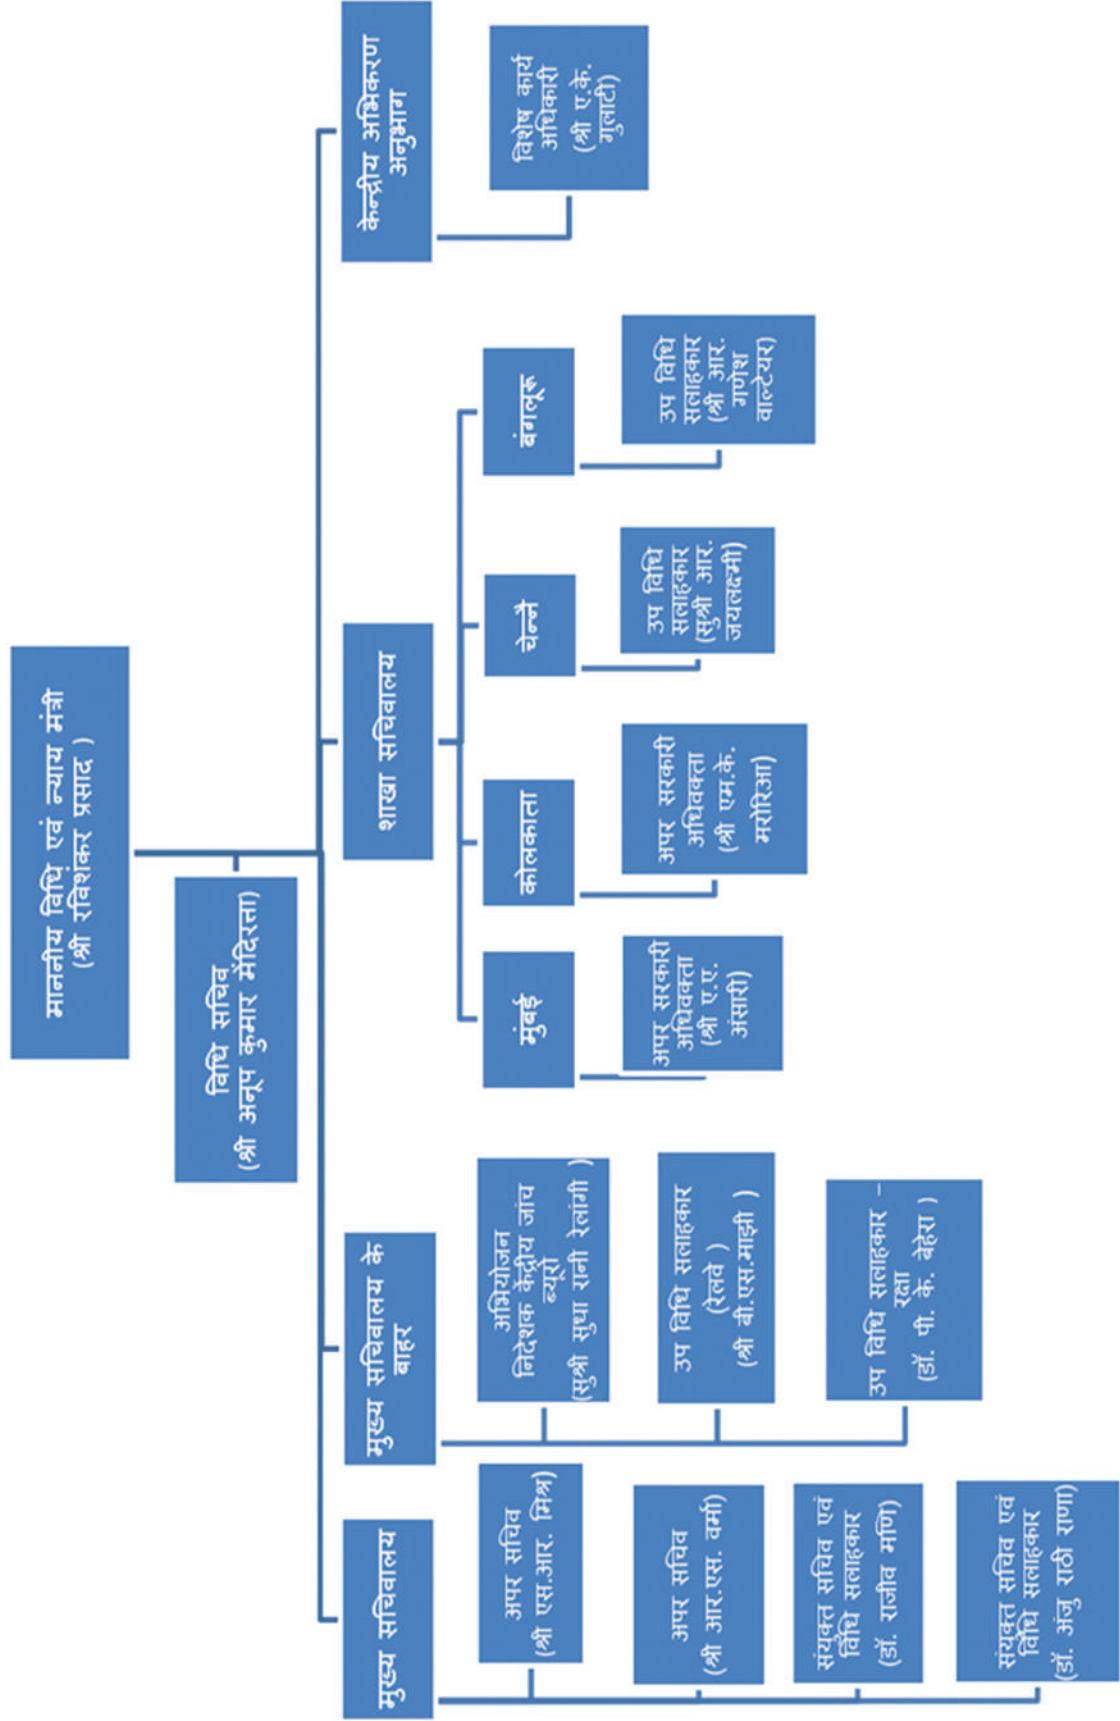 माननीय विधि एवं न्याय मंत्री
(श्री रविशंकर प्रसाद )
विधि सचिव
(श्री अनूप कुमार मेंदिरत्ता)
मुख्य सचिवालय
अपर सचिव
(श्री एस.आर. मिश्र)
अपर सचिव
(श्री आर.एस. वर्मा)
संयक्त सचिव एवं
विधि सलाहकार
(डॉ. राजीव मणि)
संयक्त सचिव एवं
विधि सलाहकार
(डॉ. अंजु राठी राणा)
मुख्य सचिवालय के
बाहर
अभियोजन
निदेशक केंद्रीय जांच
ब्यूरो
(सुश्री सुधा रानी रेलांगी )
उप विधि सलाहकार
(रेलवे )
(श्री बी.एस.माझी )
उप विधि सलाहकार –
रक्षा
(डॉ. पी. के. बेहेरा )
शाखा सचिवालय
मुंबई
अपर सरकारी
अधिवक्ता
(श्री ए.ए.
अंसारी)
कोलकाता
अपर सरकारी
अधिवक्ता
(श्री एम.के.
मरोरिआ)
चेन्नै
उप विधि
सलाहकार
(सुश्री आर.
जयलक्ष्मी)
बंगलूरू
उप विधि
सलाहकार
(श्री आर.
गणेश
वाल्टेयर)
केन्द्रीय अभिकरण
अनुभाग
विशेष कार्य
अधिकारी
(श्री ए.के.
गुलाटी)